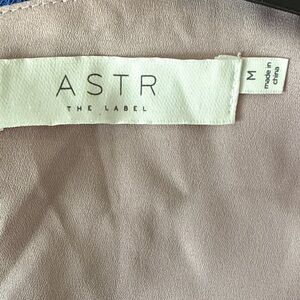 ASTR
THE LABEL
M
made in
china